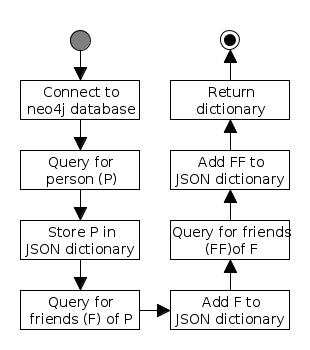 Connect to
neo4j database
Query for
person (P)
Store P in
JSON dictionary
Query for
friends (F) of P
Add F to
JSON dictionary
Query for friends
(FF)of F
Add FF to
JSON dictionary
Return
dictionary